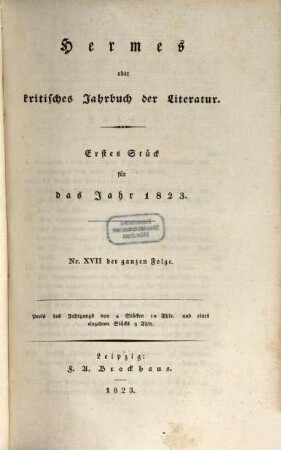 Hermes
oder
kritisches Jahrbuch der Literatur.
Erstes Stück
für
das Jahr 1823.
Nr. XVII der ganzen Folge.
Preis des Jahrgangs von 4 Stücken 10 Thlr. und eines
einzelnen Stücks 3 Thlr.
Leipzig:
F. A. Brockhaus.
1823.